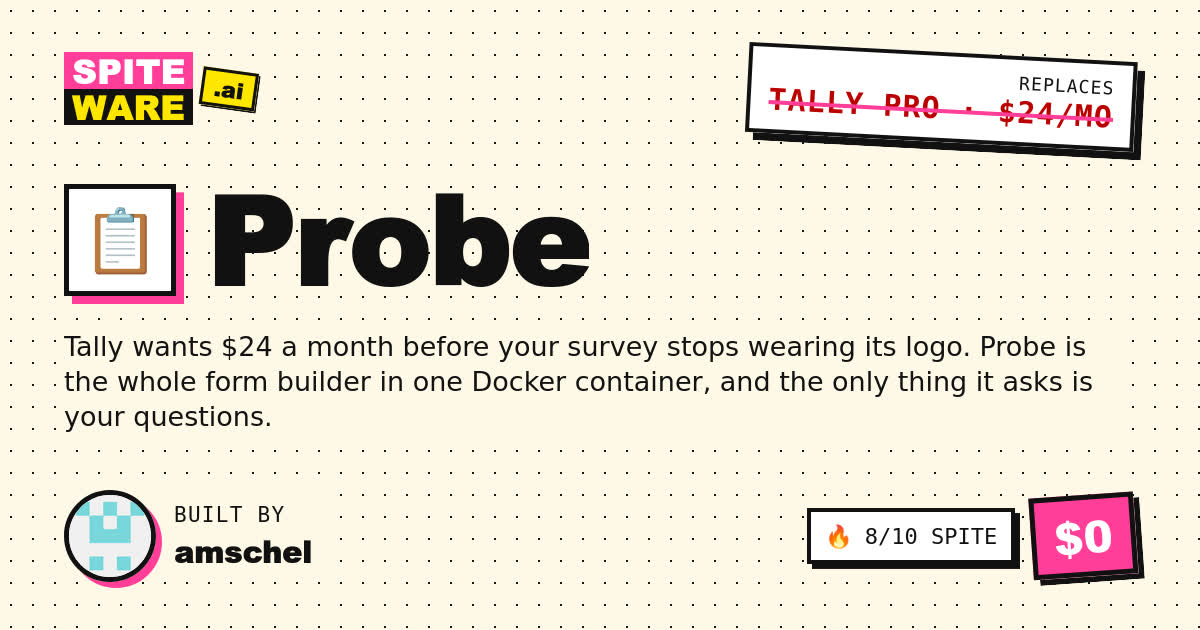 SPITE
WARE
.ai
REPLACES
TALLY PRO · $24/MO
Probe
Tally wants $24 a month before your survey stops wearing its logo. Probe is
the whole form builder in one Docker container, and the only thing it asks is
your questions.
BUILT BY
amschel
🔥 8/10 SPITE
$0